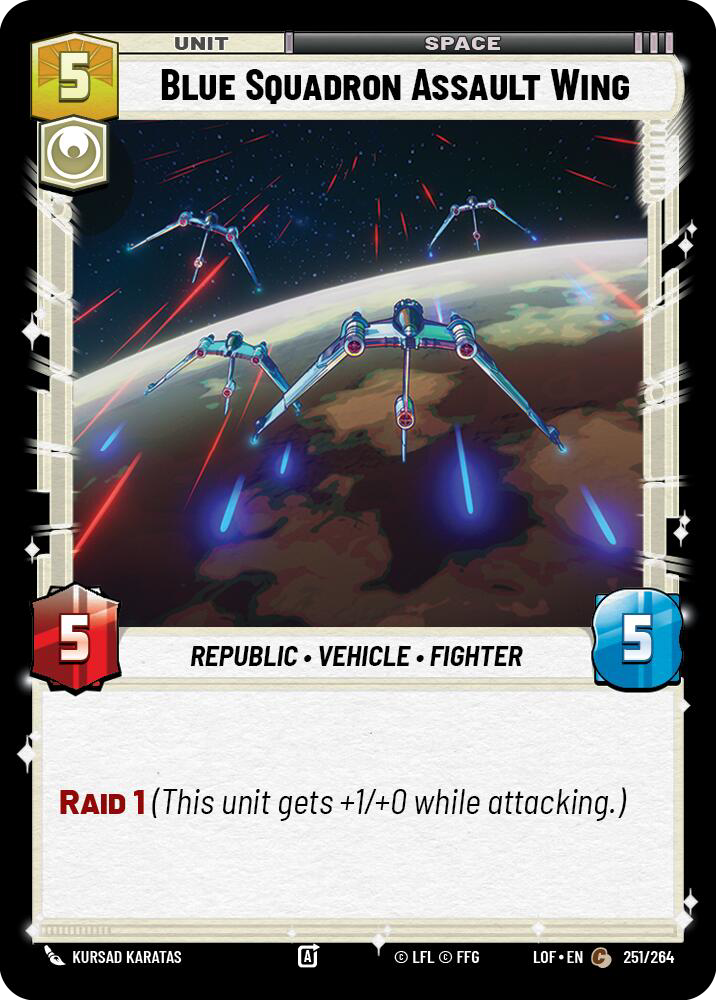 UNIT SPACE
5 BLUE SQUADRON ASSAULT WING
5 REPUBLIC • VEHICLE • FIGHTER 5
RAID 1 (This unit gets +1/+0 while attacking.)
KURSAD KARATAS A © LFL © FFG LOF • EN C 251/264